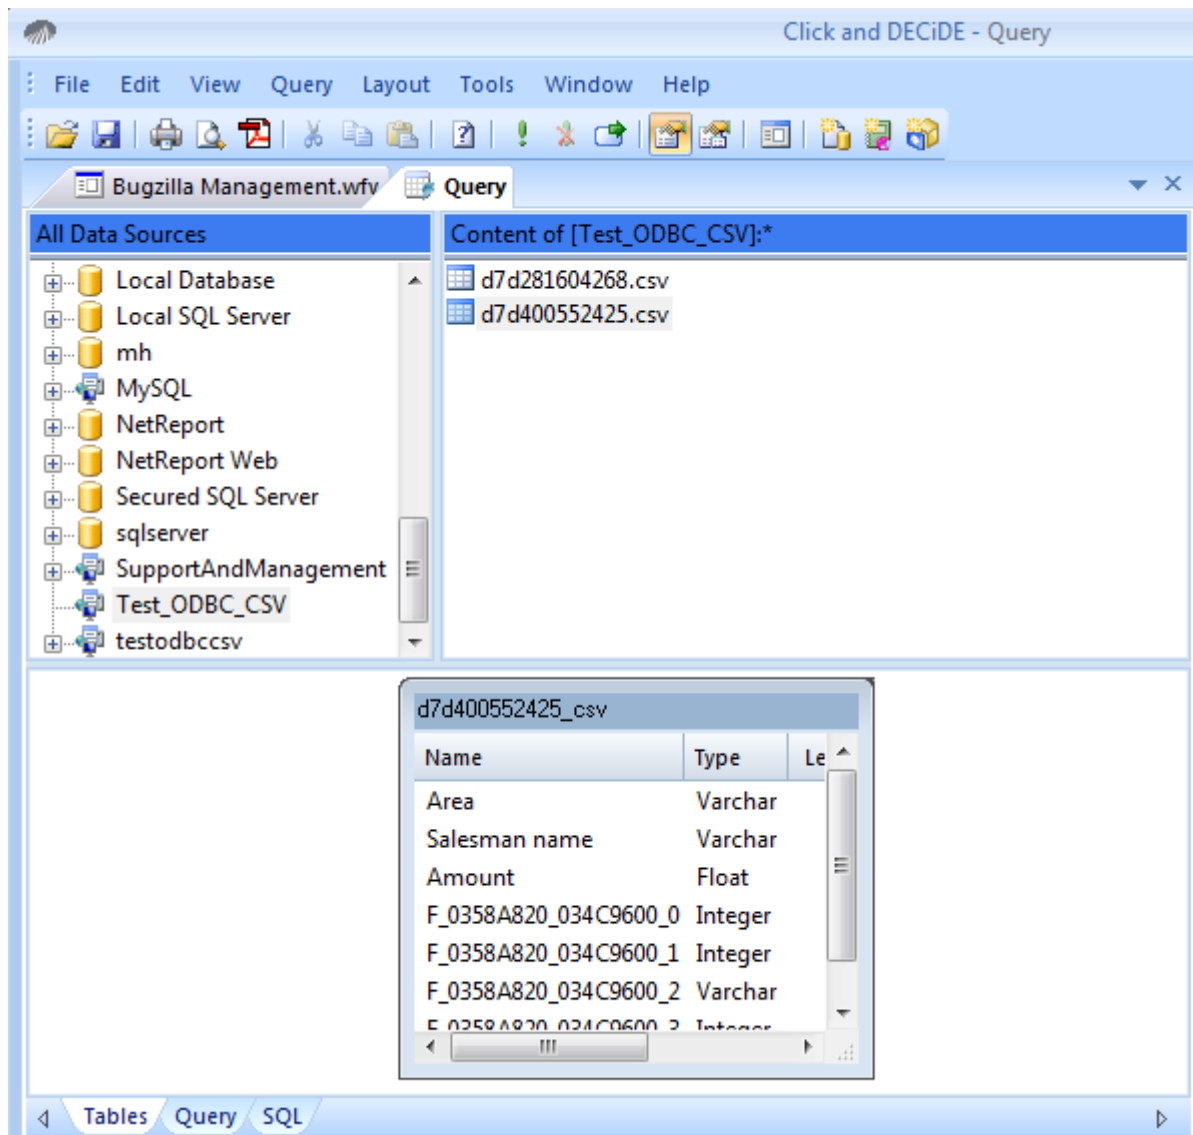 Click and DECiDE - Query
File Edit View Query Layout Tools Window Help
Bugzilla Management.wfv Query
All Data Sources
Content of [Test_ODBC_CSV]:*
Local Database
Local SQL Server
mh
MySQL
NetReport
NetReport Web
Secured SQL Server
sqlserver
SupportAndManagement
Test_ODBC_CSV
testodbccsv
d7d281604268.csv
d7d400552425.csv
d7d400552425_csv
Name Type Le
Area Varchar
Salesman name Varchar
Amount Float
F_0358A820_034C9600_0 Integer
F_0358A820_034C9600_1 Integer
F_0358A820_034C9600_2 Varchar
F_0358A820_034C9600_3 Integer
Tables Query SQL